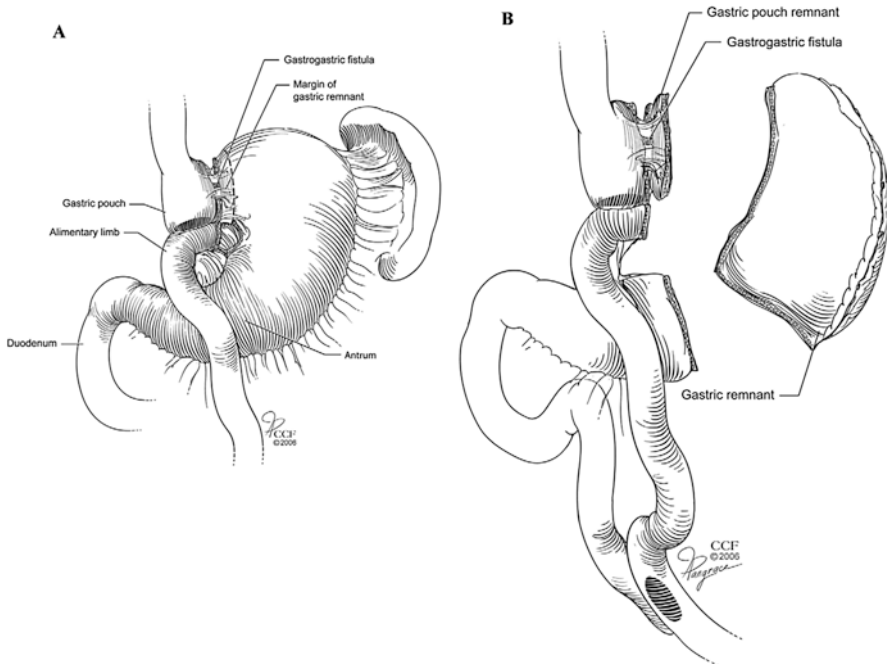 A
Gastrogastric fistula
Margin of
gastric remnant
Gastric pouch
Alimentary limb
Duodenum
Antrum
CCF
©2006
B
Gastric pouch remnant
Gastrogastric fistula
Gastric remnant
CCF
©2006
Pangrace